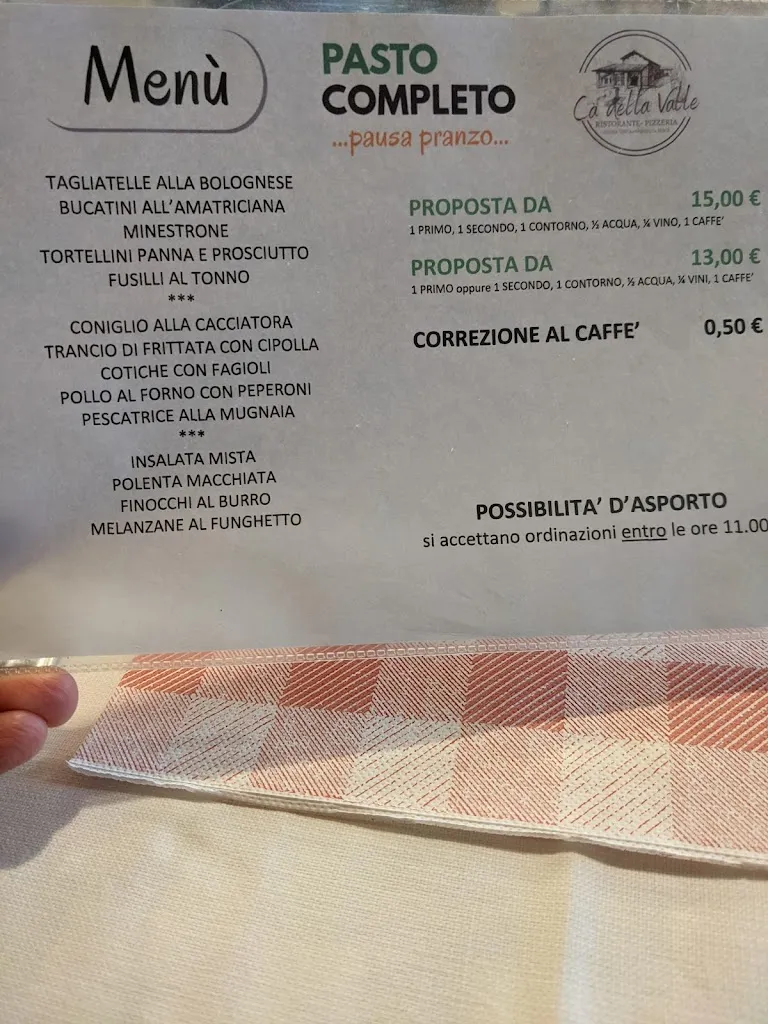 Menù
TAGLIATELLE ALLA BOLOGNESE
BUCATINI ALL'AMATRICIANA
MINESTRONE
TORTELLINI PANNA E PROSCIUTTO
FUSILLI AL TONNO
***
CONIGLIO ALLA CACCIATORA
TRANCIO DI FRITTATA CON CIPOLLA
COTICHE CON FAGIOLI
POLLO AL FORNO CON PEPERONI
PESCATRICE ALLA MUGNAIA
***
INSALATA MISTA
POLENTA MACCHIATA
FINOCCHI AL BURRO
MELANZANE AL FUNGHETTO
PASTO
COMPLETO
...pausa pranzo...
Cà della Valle
RISTORANTE - PIZZERIA
PROPOSTA DA 15,00 €
1 PRIMO, 1 SECONDO, 1 CONTORNO, ½ ACQUA, ¼ VINO, 1 CAFFE'
PROPOSTA DA 13,00 €
1 PRIMO oppure 1 SECONDO, 1 CONTORNO, ½ ACQUA, ¼ VINI, 1 CAFFE'
CORREZIONE AL CAFFE' 0,50 €
POSSIBILITA' D'ASPORTO
si accettano ordinazioni entro le ore 11.00